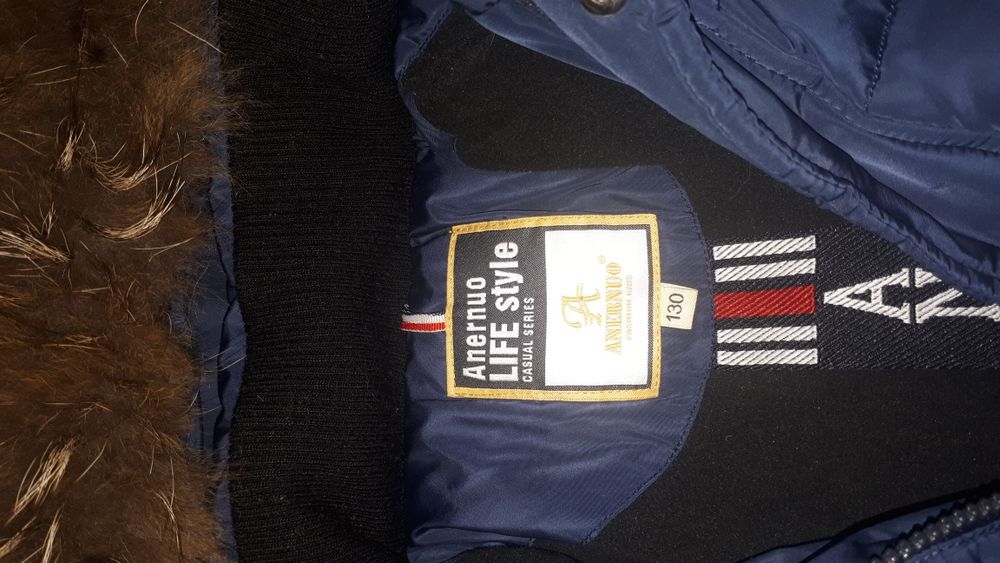 Anernuo
LIFE style
CASUAL SERIES
A
ANERNUO®
130
A